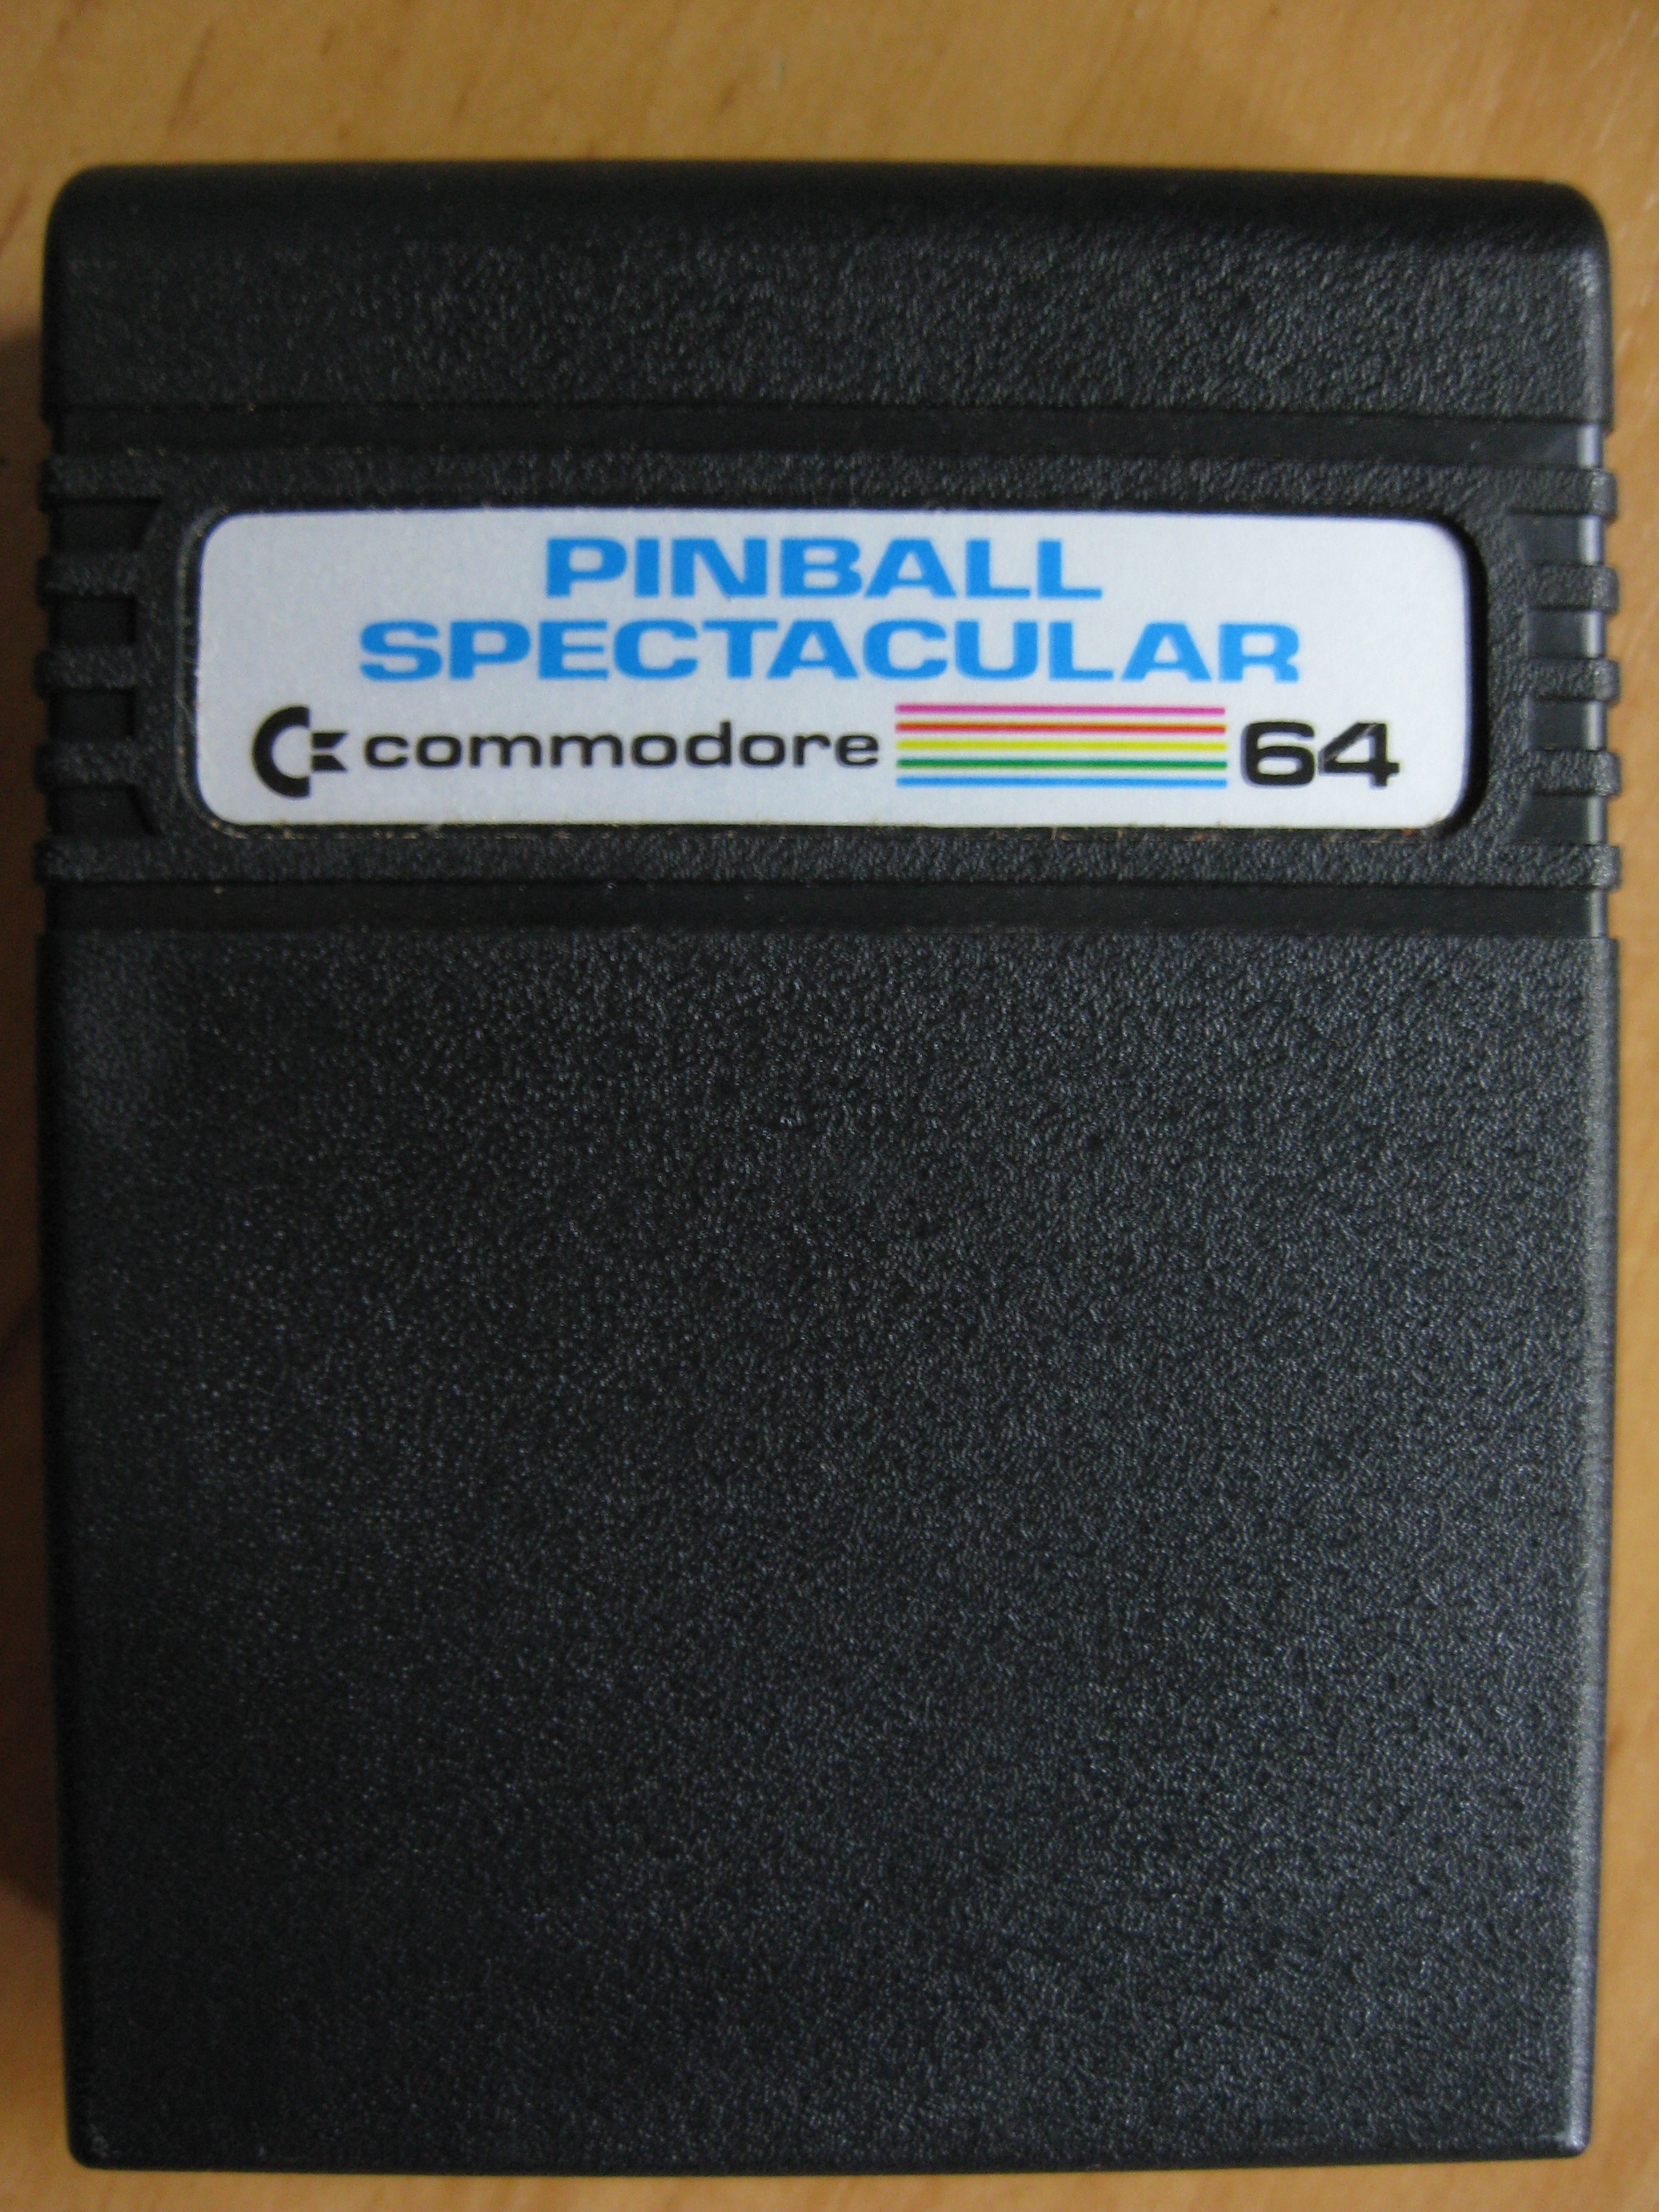 PINBALL
SPECTACULAR
commodore 64